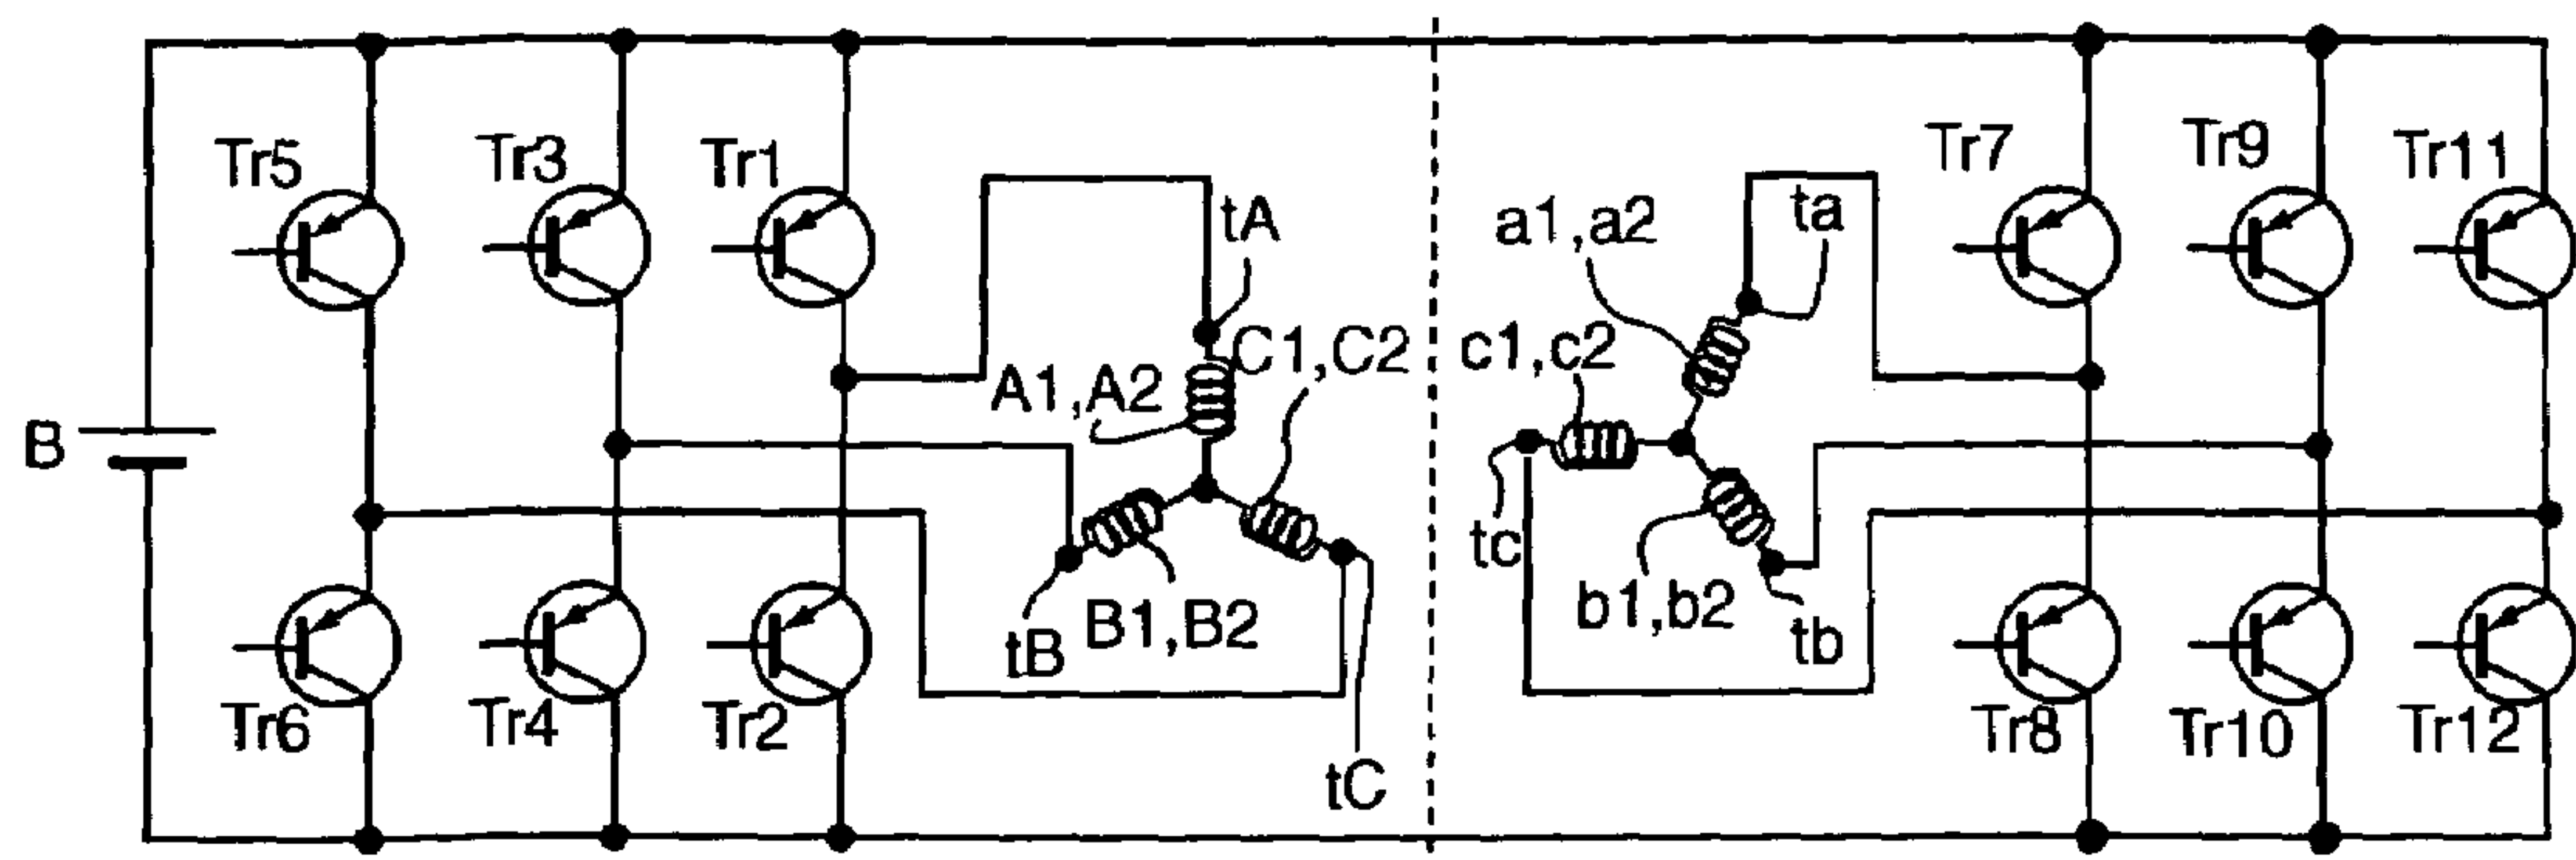 Tr5
Tr3
Tr1
Tr7
Tr9
Tr11
tA
a1,a2
ta
A1,A2
C1,C2
c1,c2
B
tB
B1,B2
tc
b1,b2
tb
Tr6
Tr4
Tr2
tC
Tr8
Tr10
Tr12